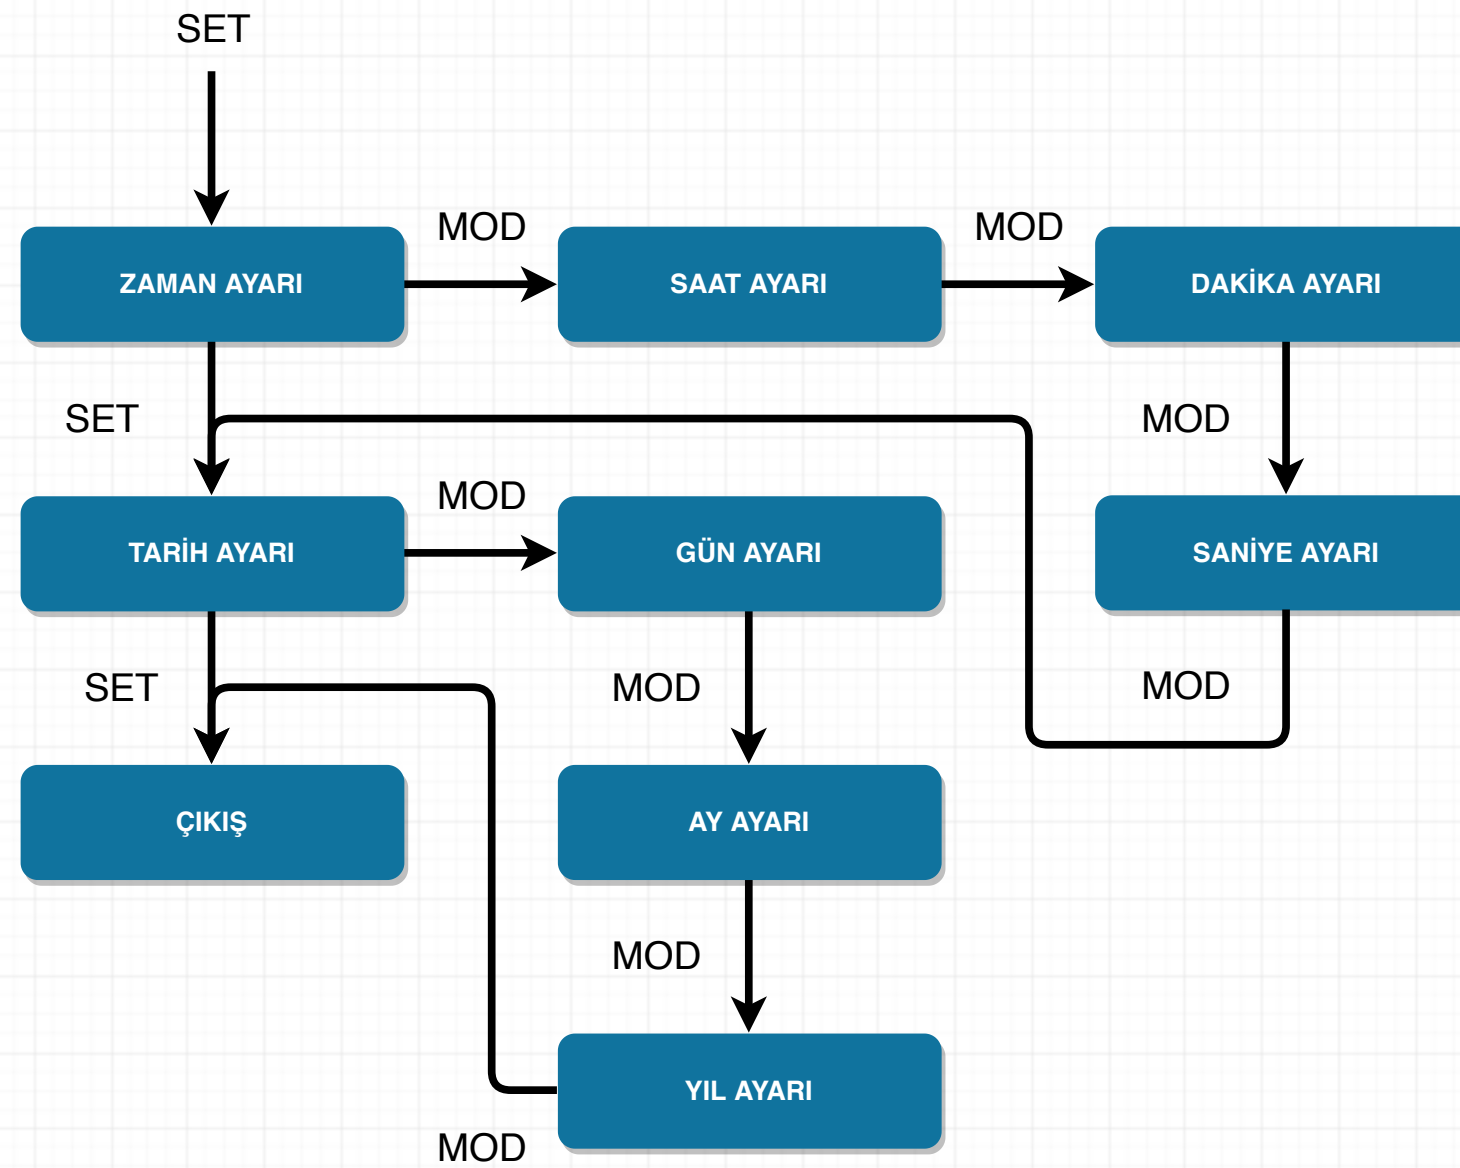 SET
MOD
MOD
ZAMAN AYARI
SAAT AYARI
DAKİKA AYARI
SET
MOD
MOD
TARİH AYARI
GÜN AYARI
SANİYE AYARI
SET
MOD
MOD
ÇIKIŞ
AY AYARI
MOD
YIL AYARI
MOD